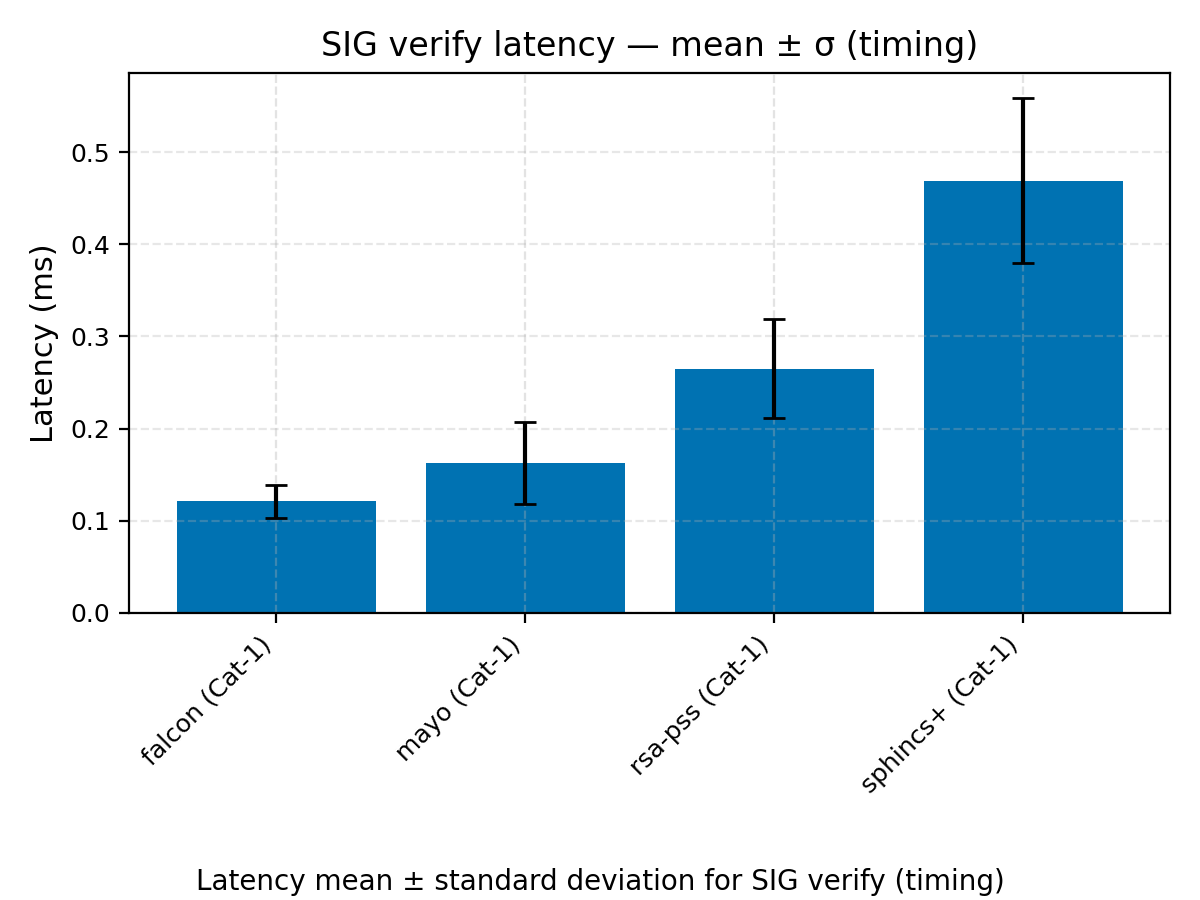 SIG verify latency — mean ± σ (timing)
Latency (ms)
0.5
0.4
0.3
0.2
0.1
0.0
falcon (Cat-1)
mayo (Cat-1)
rsa-pss (Cat-1)
sphincs+ (Cat-1)
Latency mean ± standard deviation for SIG verify (timing)